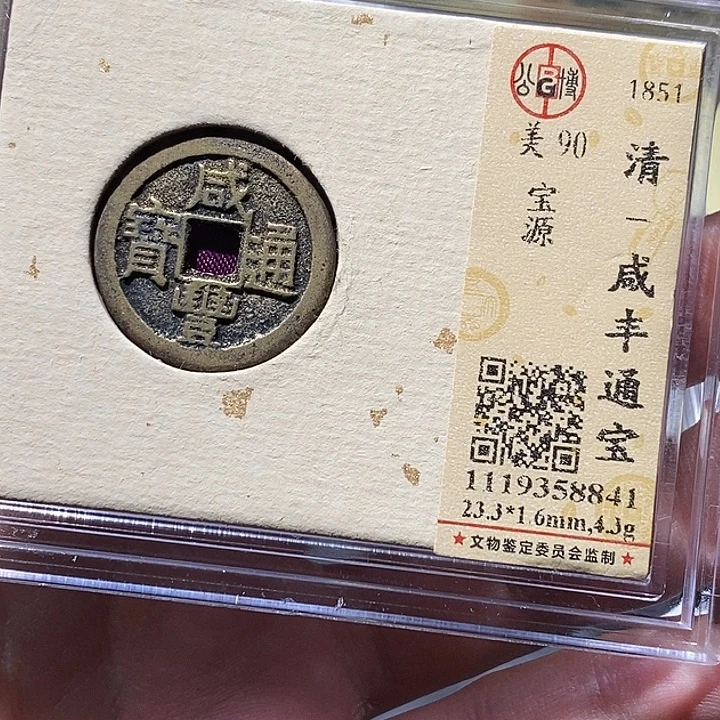 咸豐通寶
公博
1851
清一咸丰通宝
美 90
宝源
1119358841
23.3*1.6mm,4.3g
★文物鉴定委员会监制★